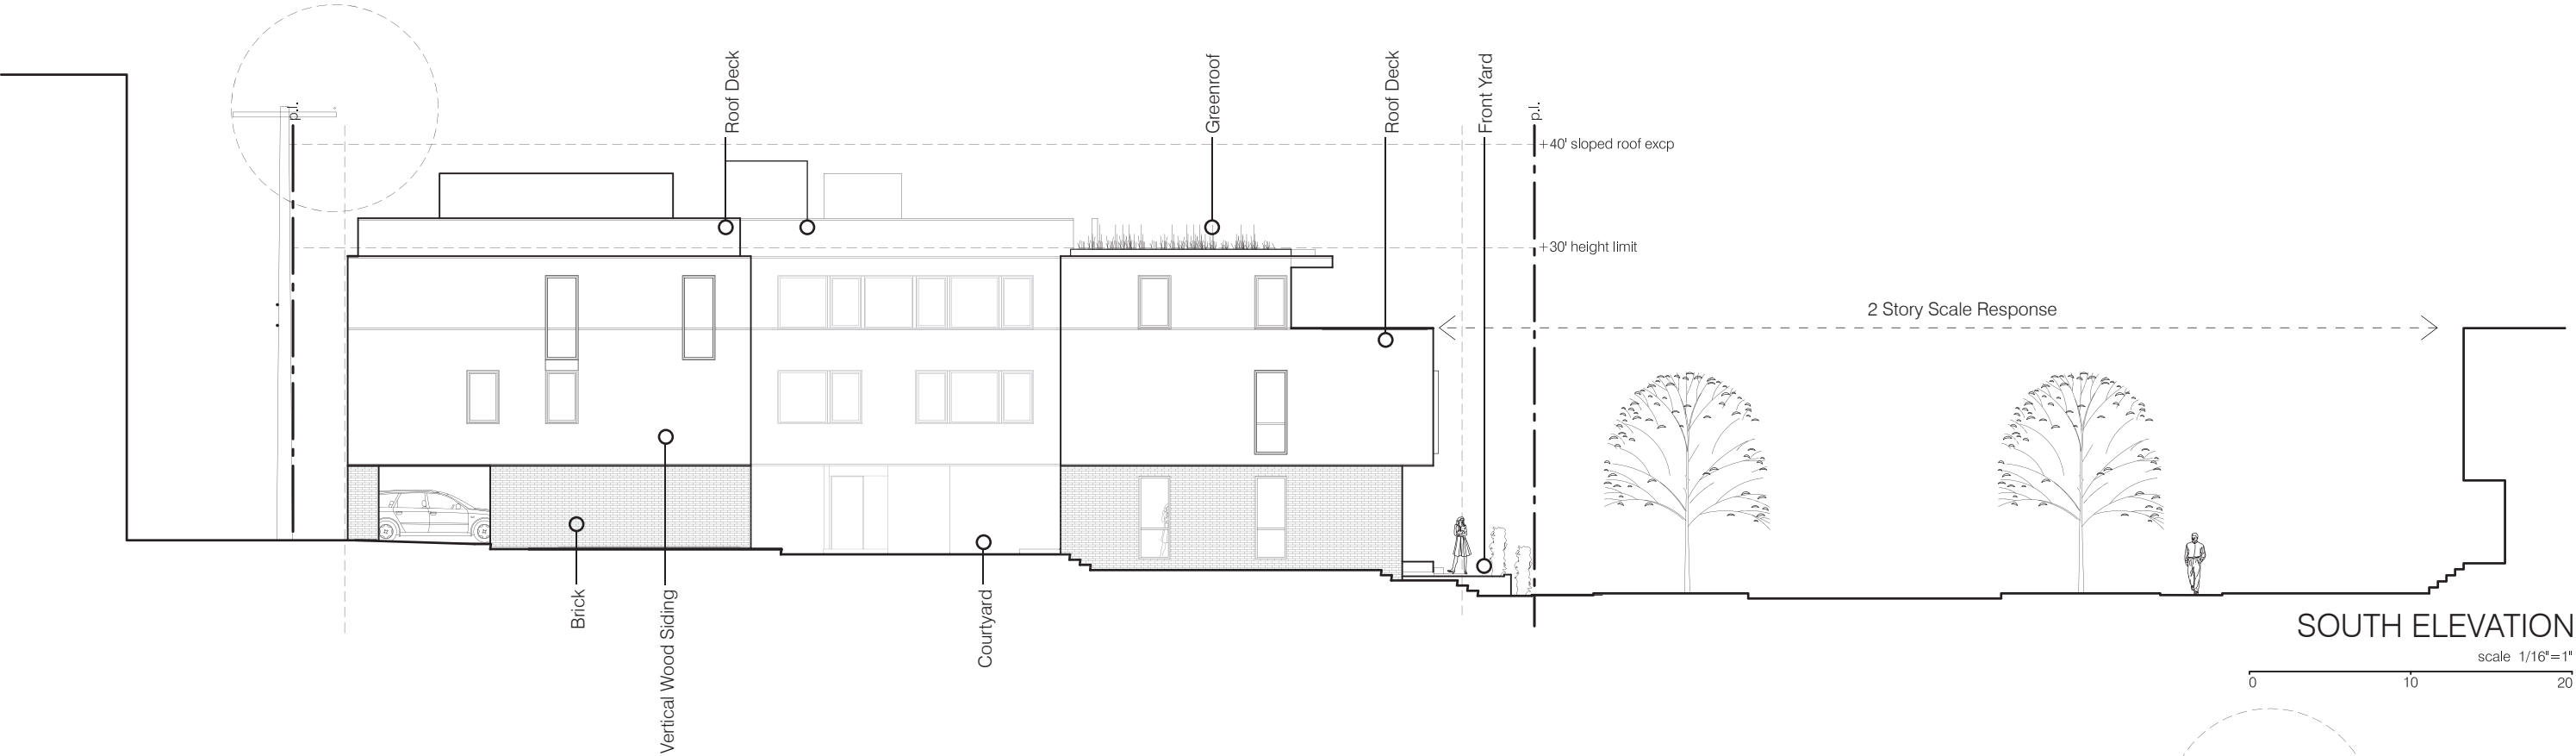 p.l.
Roof Deck
Greenroof
Roof Deck
Front Yard
p.l.
+40' sloped roof excp
+30' height limit
2 Story Scale Response
Brick
Vertical Wood Siding
Courtyard
SOUTH ELEVATION
scale 1/16"=1"
0 10 20